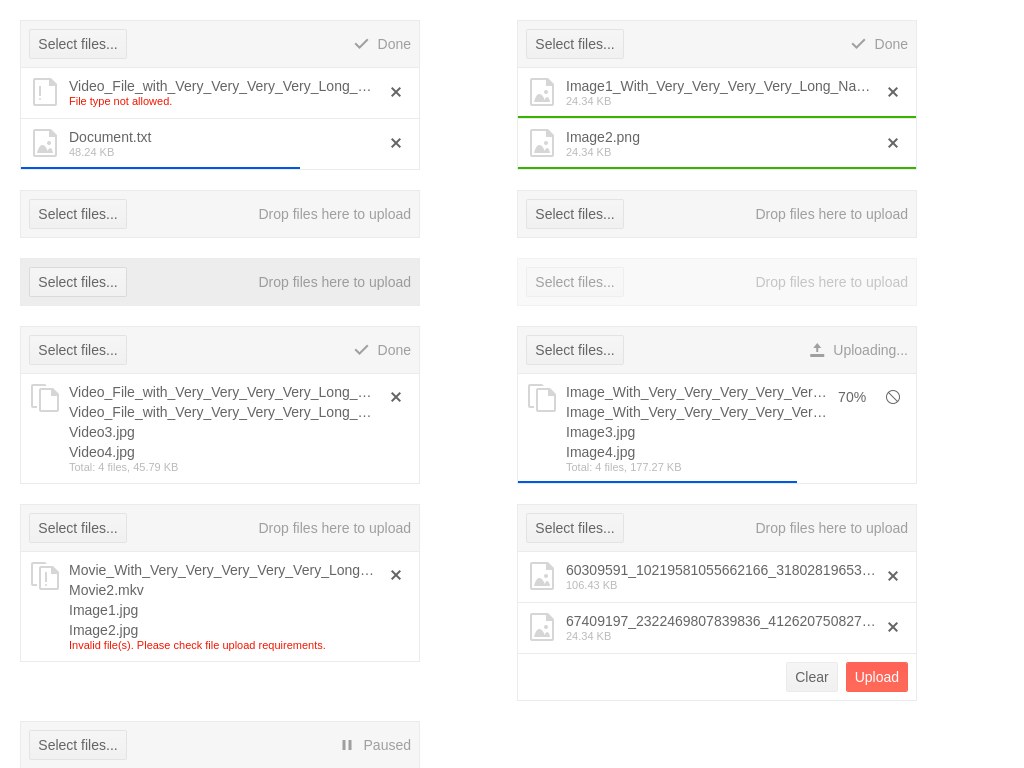 Select files...
Done
Video_File_with_Very_Very_Very_Very_Long_...
File type not allowed.
Document.txt
48.24 KB
Select files...
Done
Image1_With_Very_Very_Very_Very_Long_Na...
24.34 KB
Image2.png
24.34 KB
Select files...
Drop files here to upload
Select files...
Drop files here to upload
Select files...
Drop files here to upload
Select files...
Drop files here to upload
Select files...
Done
Video_File_with_Very_Very_Very_Very_Long_...
Video_File_with_Very_Very_Very_Very_Long_...
Video3.jpg
Video4.jpg
Total: 4 files, 45.79 KB
Select files...
Uploading...
Image_With_Very_Very_Very_Very_Ver...
70%
Image_With_Very_Very_Very_Very_Ver...
Image3.jpg
Image4.jpg
Total: 4 files, 177.27 KB
Select files...
Drop files here to upload
Movie_With_Very_Very_Very_Very_Very_Long...
Movie2.mkv
Image1.jpg
Image2.jpg
Invalid file(s). Please check file upload requirements.
Select files...
Drop files here to upload
60309591_10219581055662166_31802819653...
106.43 KB
67409197_2322469807839836_412620750827...
24.34 KB
Clear
Upload
Select files...
Paused